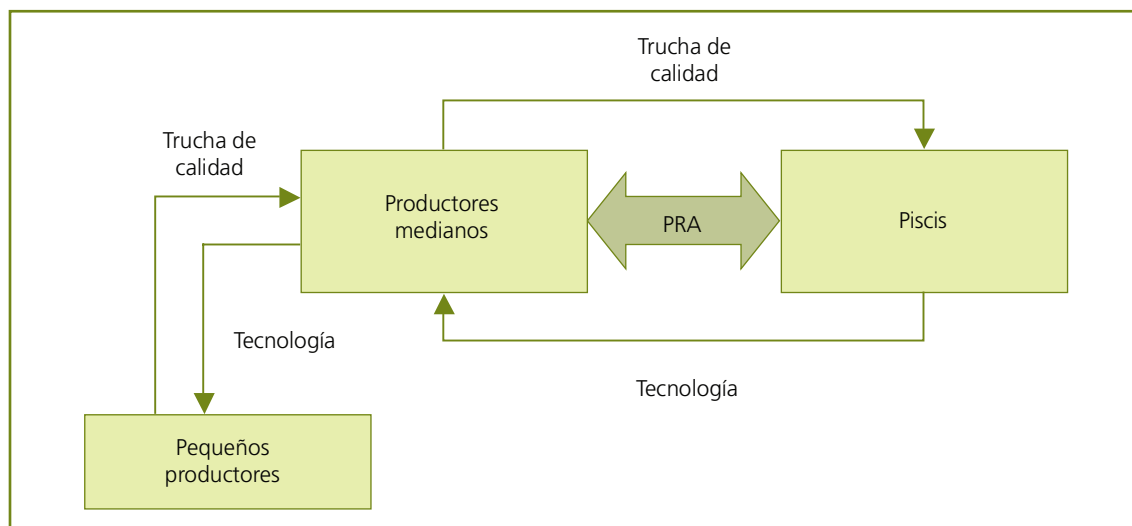 Trucha de
calidad
Trucha de
calidad
Productores
medianos
PRA
Piscis
Tecnología
Tecnología
Pequeños
productores